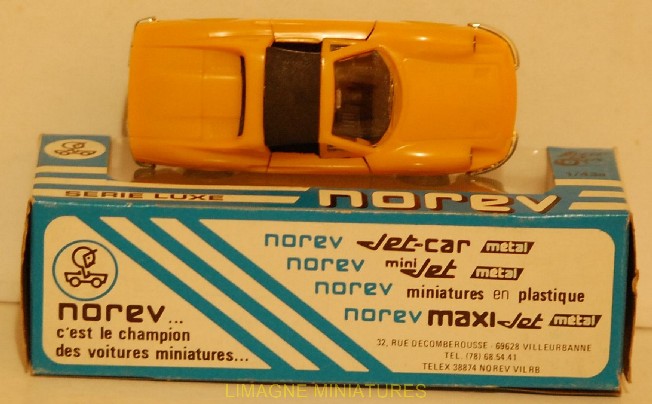 SERIE LUXE norev
norev Jet-car métal
norev mini Jet métal
norev miniatures en plastique
norev maxi-Jet métal
norev...
c'est le champion
des voitures miniatures...
32, RUE DECOMBEROUSSE - 69628 VILLEURBANNE
TEL. (78) 68.54.41
TELEX 38874 NOREV VILRB
LIMAGNE MINIATURES